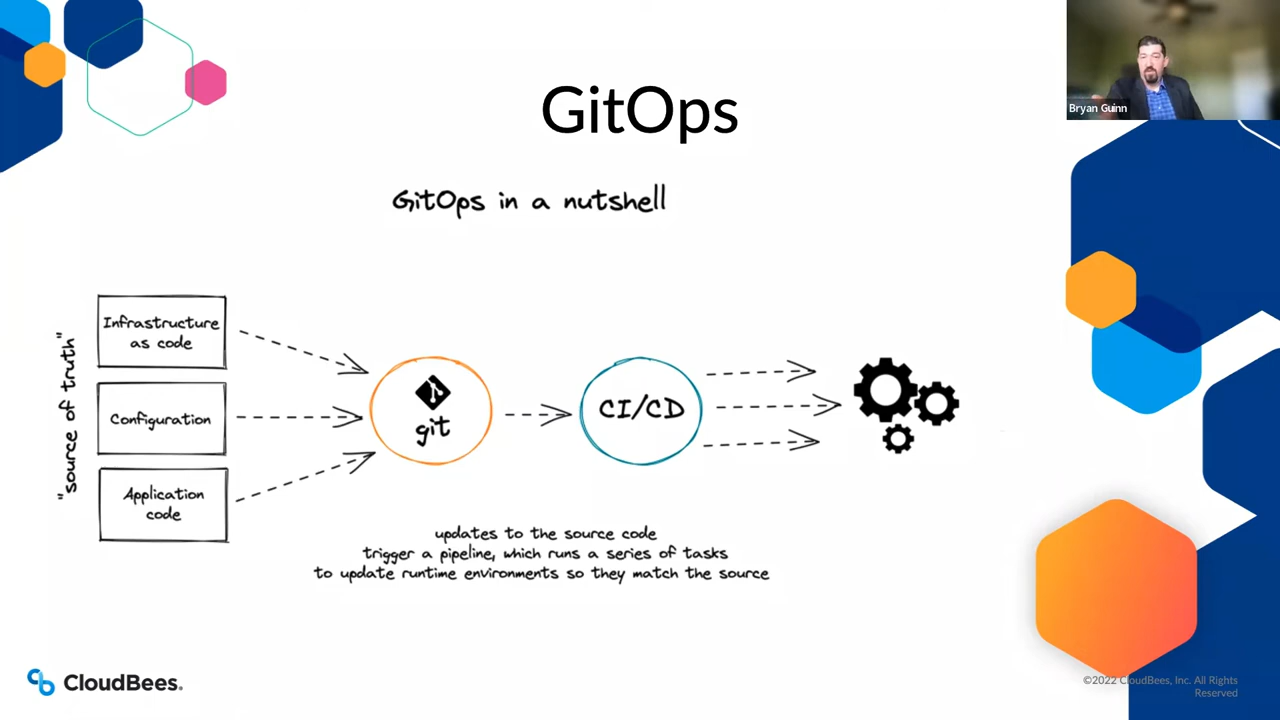 GitOps
Bryan Guinn
GitOps in a nutshell
"source of truth"
Infrastructure
as code
Configuration
Application
code
git
CI/CD
updates to the source code
trigger a pipeline, which runs a series of tasks
to update runtime environments so they match the source
CloudBees.
©2022 CloudBees, Inc. All Rights
Reserved